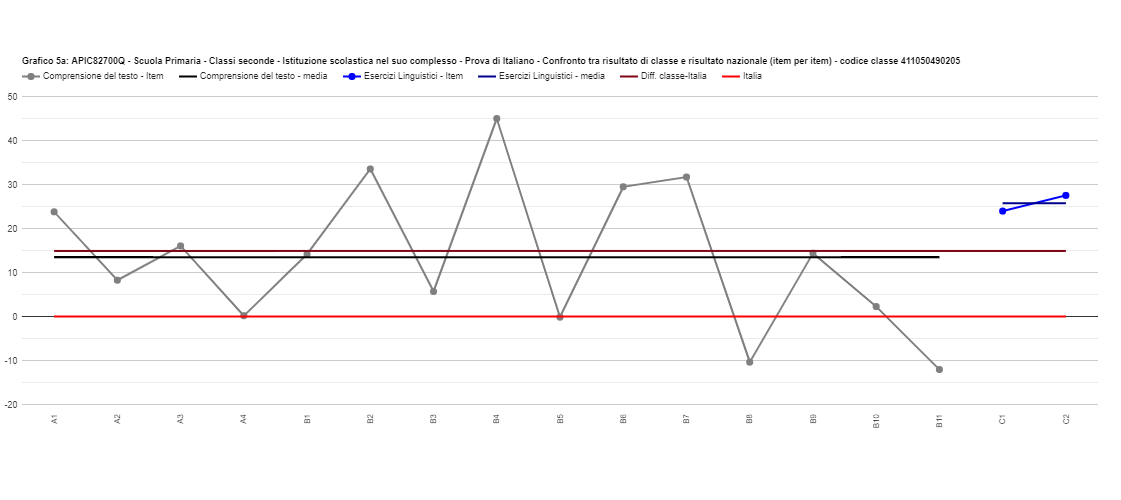 Grafico 5a: APIC82700Q - Scuola Primaria - Classi seconde - Istituzione scolastica nel suo complesso - Prova di Italiano - Confronto tra risultato di classe e risultato nazionale (item per item) - codice classe 411050490205
Comprensione del testo - Item Comprensione del testo - media Esercizi Linguistici - Item Esercizi Linguistici - media Diff. classe-Italia Italia
50
40
30
20
10
0
-10
-20
A1 A2 A3 A4 B1 B2 B3 B4 B5 B6 B7 B8 B9 B10 B11 C1 C2